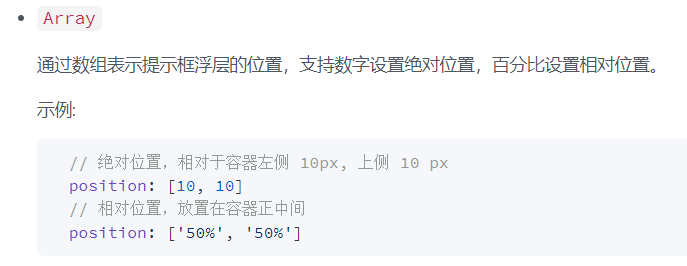 Array
通过数组表示提示框浮层的位置，支持数字设置绝对位置，百分比设置相对位置。
示例:
// 绝对位置，相对于容器左侧 10px, 上侧 10 px
position: [10, 10]
// 相对位置，放置在容器正中间
position: ['50%', '50%']